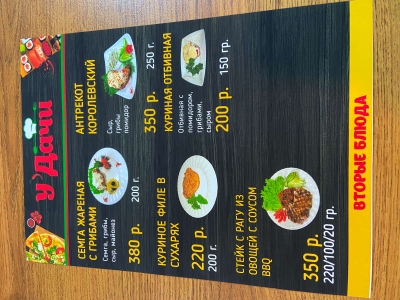 у Дачи
СЕМГА ЖАРЕНАЯ
С ГРИБАМИ
Семга, грибы,
сыр, майонез
200 г.
380 р.
АНТРЕКОТ
КОРОЛЕВСКИЙ
Сыр,
грибы
помидор
250 г.
350 р.
КУРИНОЕ ФИЛЕ В
СУХАРЯХ
220 р.
200 г.
КУРИНАЯ ОТБИВНАЯ
Отбивная с
помидором,
грибами,
сыром
150 гр.
200 р.
СТЕЙК С РАГУ ИЗ
ОВОЩЕЙ С СОУСОМ
BBQ
350 р.
220/100/20 гр.
ВТОРЫЕ БЛЮДА